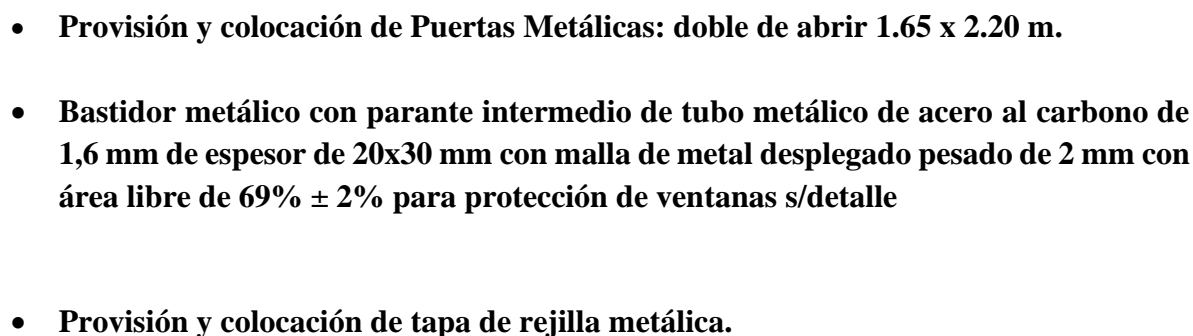 • Provisión y colocación de Puertas Metálicas: doble de abrir 1.65 x 2.20 m.
• Bastidor metálico con parante intermedio de tubo metálico de acero al carbono de
1,6 mm de espesor de 20x30 mm con malla de metal desplegado pesado de 2 mm con
área libre de 69% ± 2% para protección de ventanas s/detalle
• Provisión y colocación de tapa de rejilla metálica.